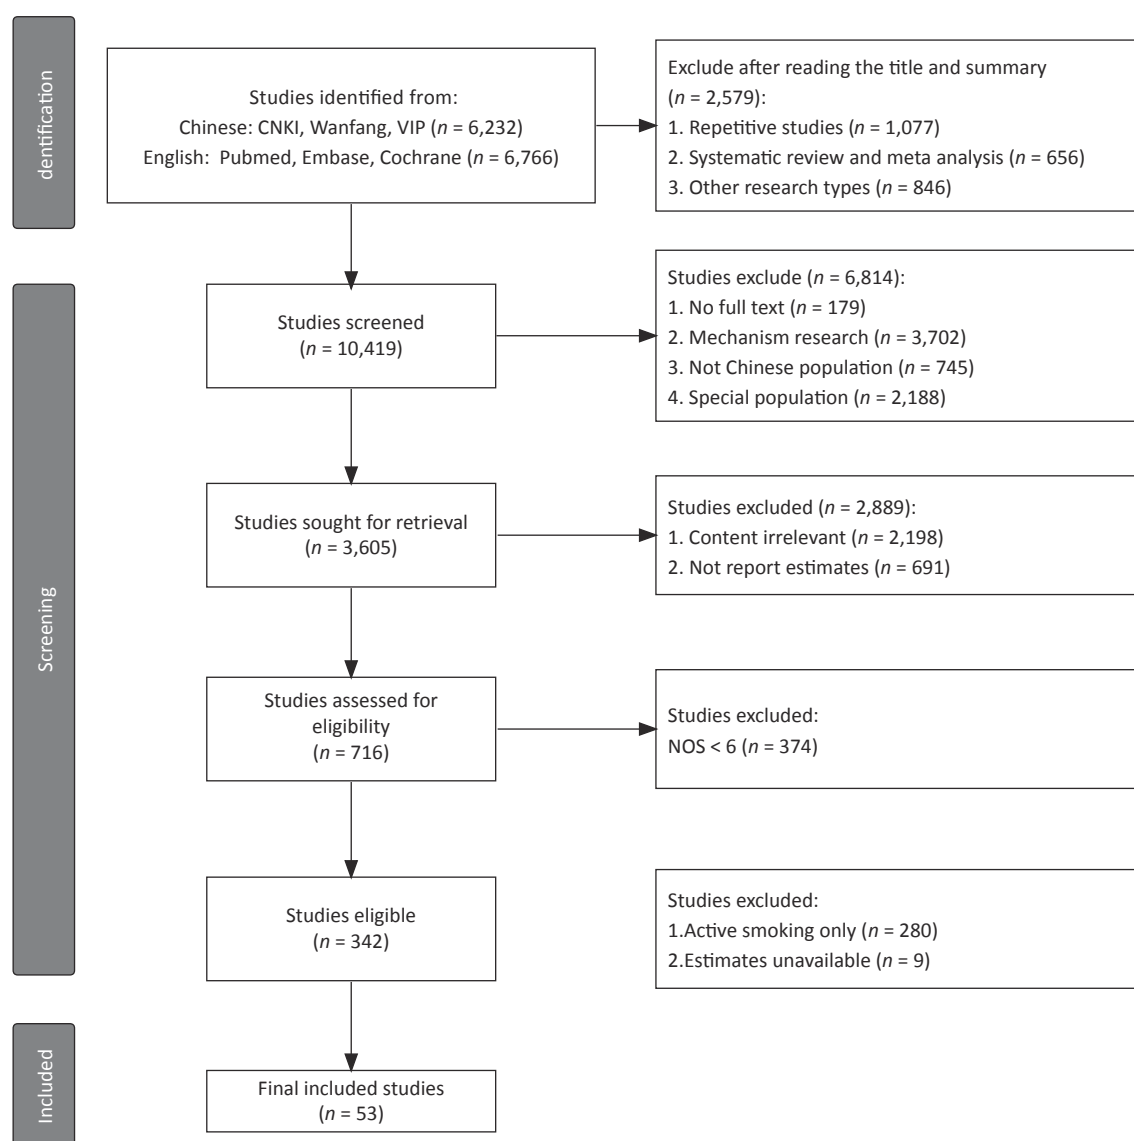 dentification
Studies identified from:
Chinese: CNKI, Wanfang, VIP (n = 6,232)
English: Pubmed, Embase, Cochrane (n = 6,766)
Exclude after reading the title and summary
(n = 2,579):
1. Repetitive studies (n = 1,077)
2. Systematic review and meta analysis (n = 656)
3. Other research types (n = 846)
Screening
Studies screened
(n = 10,419)
Studies exclude (n = 6,814):
1. No full text (n = 179)
2. Mechanism research (n = 3,702)
3. Not Chinese population (n = 745)
4. Special population (n = 2,188)
Studies sought for retrieval
(n = 3,605)
Studies excluded (n = 2,889):
1. Content irrelevant (n = 2,198)
2. Not report estimates (n = 691)
Studies assessed for
eligibility
(n = 716)
Studies excluded:
NOS < 6 (n = 374)
Studies eligible
(n = 342)
Studies excluded:
1.Active smoking only (n = 280)
2.Estimates unavailable (n = 9)
Included
Final included studies
(n = 53)